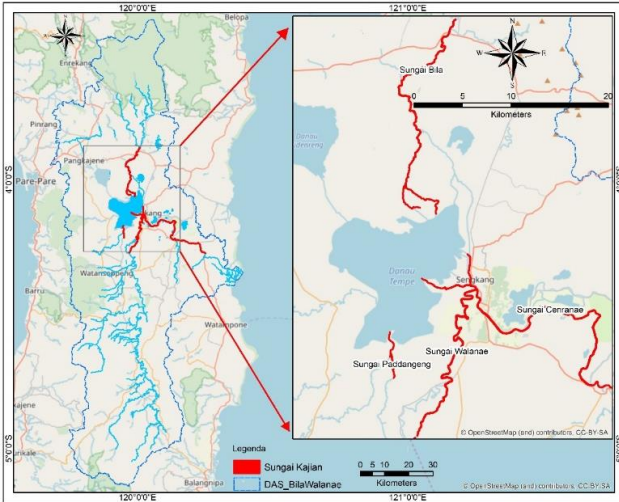 120°0'0"E
121°0'0"E
Belopa
Enrekang
Pinrang
Pangkajene
4°0'0"S
Pare-Pare
Barru
Watampone
5°0'0"S
Balangnipa
Legenda
Sungai Kajian
DAS_BilaWalanae
0 5 10 20 30
Kilometers
© OpenStreetMap (and) contributors, CC-BY-SA
120°0'0"E
121°0'0"E
N
W
E
S
0 5 10 20
Kilometers
Sungai Bila
Danau
Danau
Tempe
Sengkang
Sungai Cenranae
Sungai Walanae
Sungai Paddangeng
© OpenStreetMap (and) contributors, CC-BY-SA